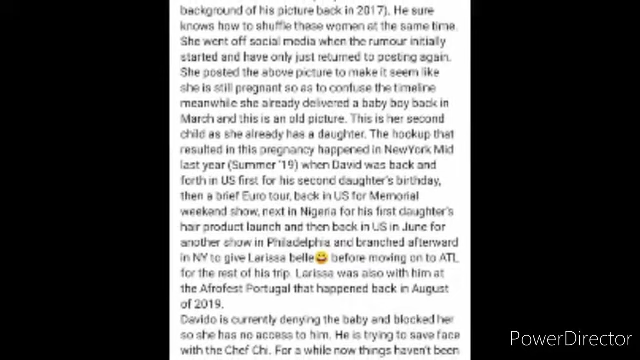 background of his picture back in 2017). He sure
knows how to shuffle these women at the same time.
She went off social media when the rumour initially
started and have only just returned to posting again.
She posted the above picture to make it seem like
she is still pregnant so as to confuse the timeline
meanwhile she already delivered a baby boy back in
March and this is an old picture. This is her second
child as she already has a daughter. The hookup that
resulted in this pregnancy happened in NewYork Mid
last year (Summer '19) when David was back and
forth in US first for his second daughter's birthday,
then a brief Euro tour, back in US for Memorial
weekend show, next in Nigeria for his first daughter's
hair product launch and then back in US in June for
another show in Philadelphia and branched afterward
in NY to give Larissa belle😀 before moving on to ATL
for the rest of his trip. Larissa was also with him at
the Afrofest Portugal that happened back in August
of 2019.
Davido is currently denying the baby and blocked her
so she has no access to him. He is trying to save face
with the Chef Chi. For a while now things haven't been
PowerDirector